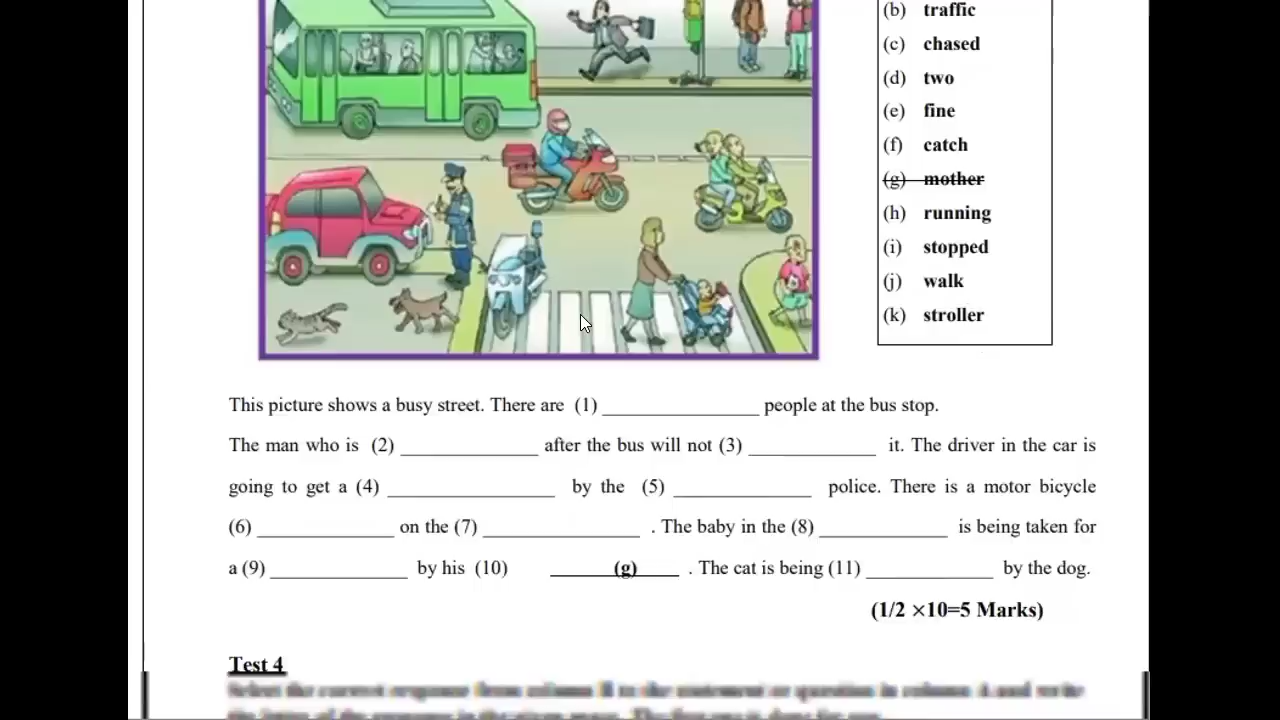 (b) traffic
(c) chased
(d) two
(e) fine
(f) catch
(g) mother
(h) running
(i) stopped
(j) walk
(k) stroller
This picture shows a busy street. There are (1) ________________ people at the bus stop.
The man who is (2) ______________ after the bus will not (3) _____________ it. The driver in the car is
going to get a (4) _________________ by the (5) ______________ police. There is a motor bicycle
(6) ______________ on the (7) ________________ . The baby in the (8) _____________ is being taken for
a (9) ______________ by his (10) ______(g)____ . The cat is being (11) _____________ by the dog.
(1/2 ×10=5 Marks)
Test 4